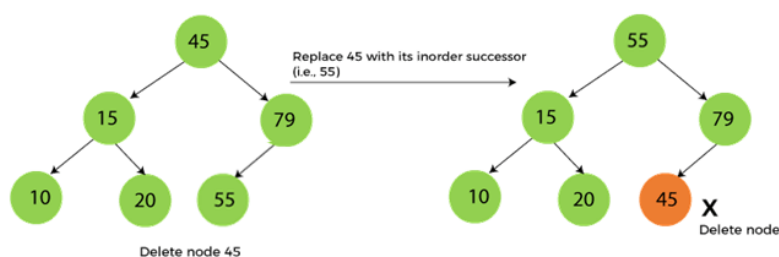 45
Replace 45 with its inorder successor
(i.e., 55)
55
15
79
15
79
10
20
55
10
20
45
X
Delete node
Delete node 45